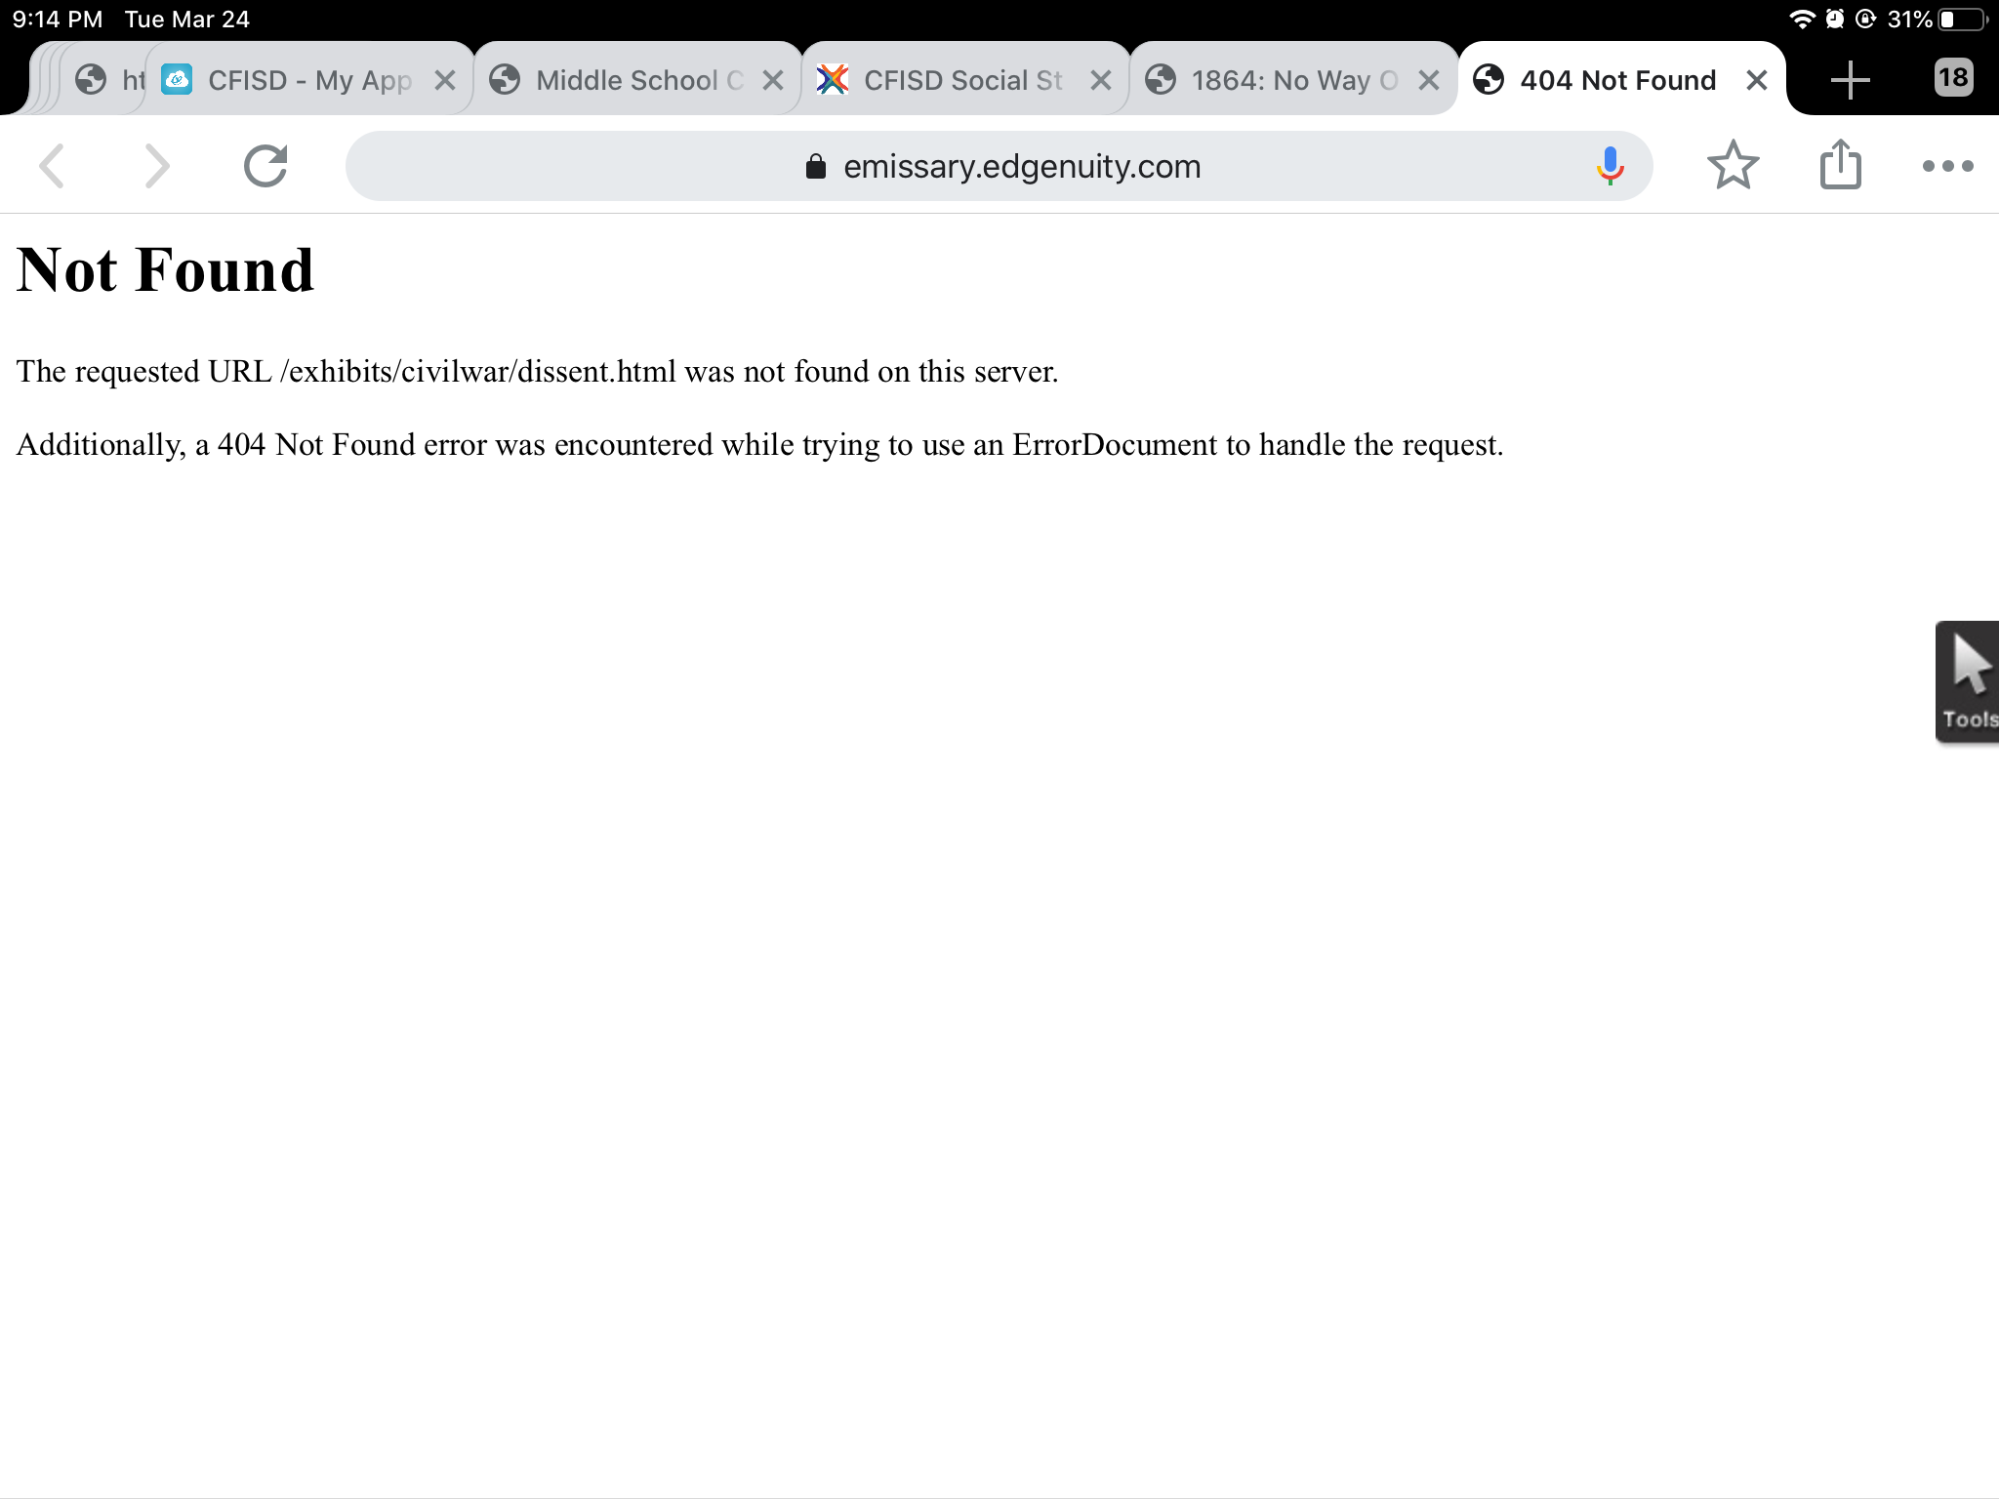 9:14 PM Tue Mar 24
31%
ht
CFISD - My App
Middle School C
CFISD Social St
1864: No Way O
404 Not Found
18
emissary.edgenuity.com
Not Found
The requested URL /exhibits/civilwar/dissent.html was not found on this server.
Additionally, a 404 Not Found error was encountered while trying to use an ErrorDocument to handle the request.
Tools